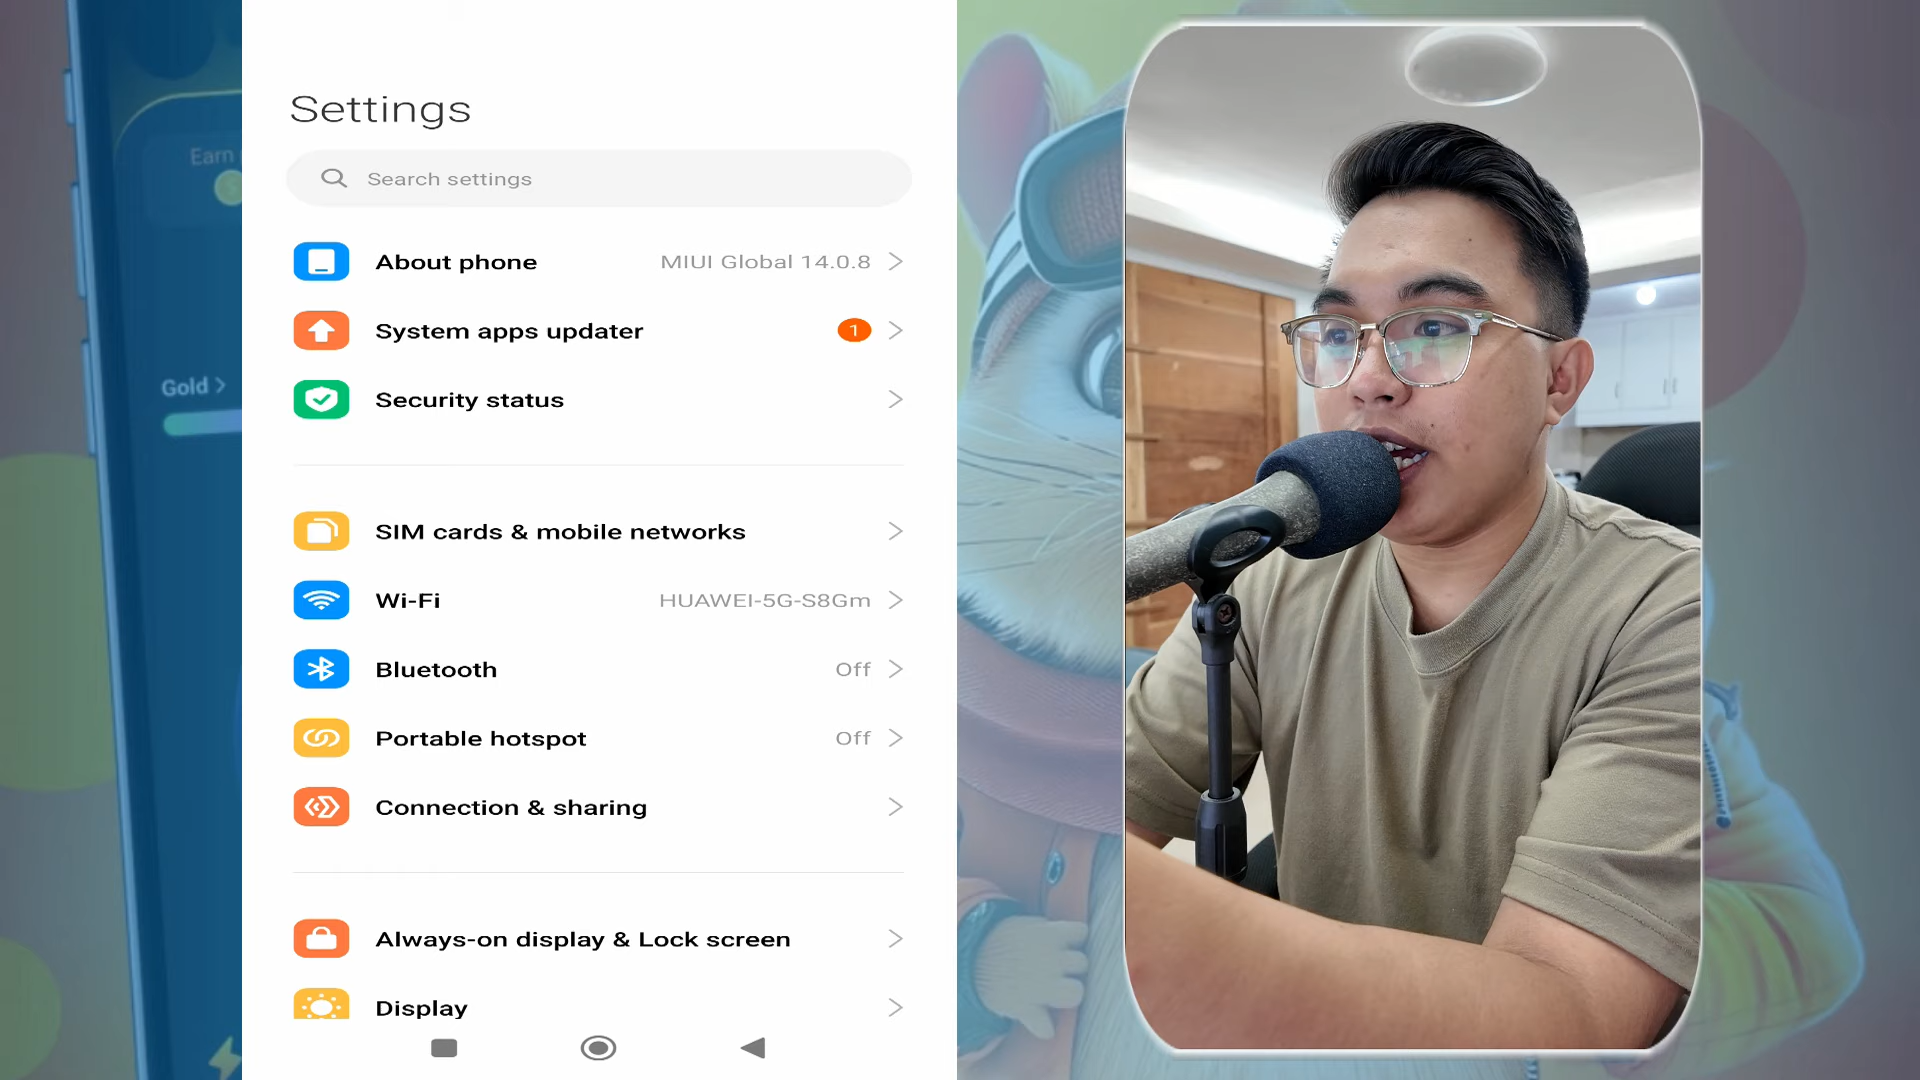 Settings
Search settings
About phone MIUI Global 14.0.8
System apps updater 1
Security status
SIM cards & mobile networks
Wi-Fi HUAWEI-5G-S8Gm
Bluetooth Off
Portable hotspot Off
Connection & sharing
Always-on display & Lock screen
Display
Earn
Gold >